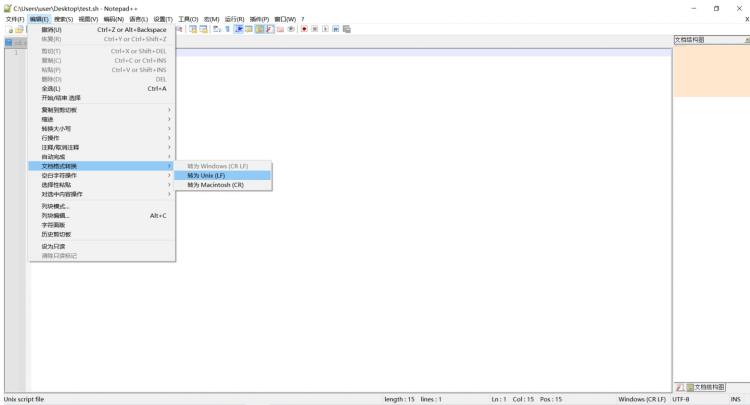 C:\Users\user\Desktop\test.sh - Notepad++
文件(F) 编辑(E) 搜索(S) 视图(V) 编码(N) 语言(L) 设置(T) 工具(O) 宏(M) 运行(R) 插件(P) 窗口(W) ? X
撤消(U) Ctrl+Z or Alt+Backspace
恢复(R) Ctrl+Y or Ctrl+Shift+Z
文档结构图
1
剪切(T) Ctrl+X or Shift+DEL
复制(C) Ctrl+C or Ctrl+INS
粘贴(P) Ctrl+V or Shift+INS
删除(D) DEL
全选(L) Ctrl+A
开始/结束 选择
复制到剪切板
缩进
转换大小写
行操作
注释/取消注释
自动完成
文档格式转换
空白字符操作
选择性粘贴
对选中内容操作
转为 Windows (CR LF)
转为 Unix (LF)
转为 Macintosh (CR)
列块模式...
列块编辑... Alt+C
字符面版
历史剪切板
设为只读
清除只读标记
文档结构图
Unix script file length : 15 lines : 1 Ln : 1 Col : 15 Pos : 15 Windows (CR LF) UTF-8 INS